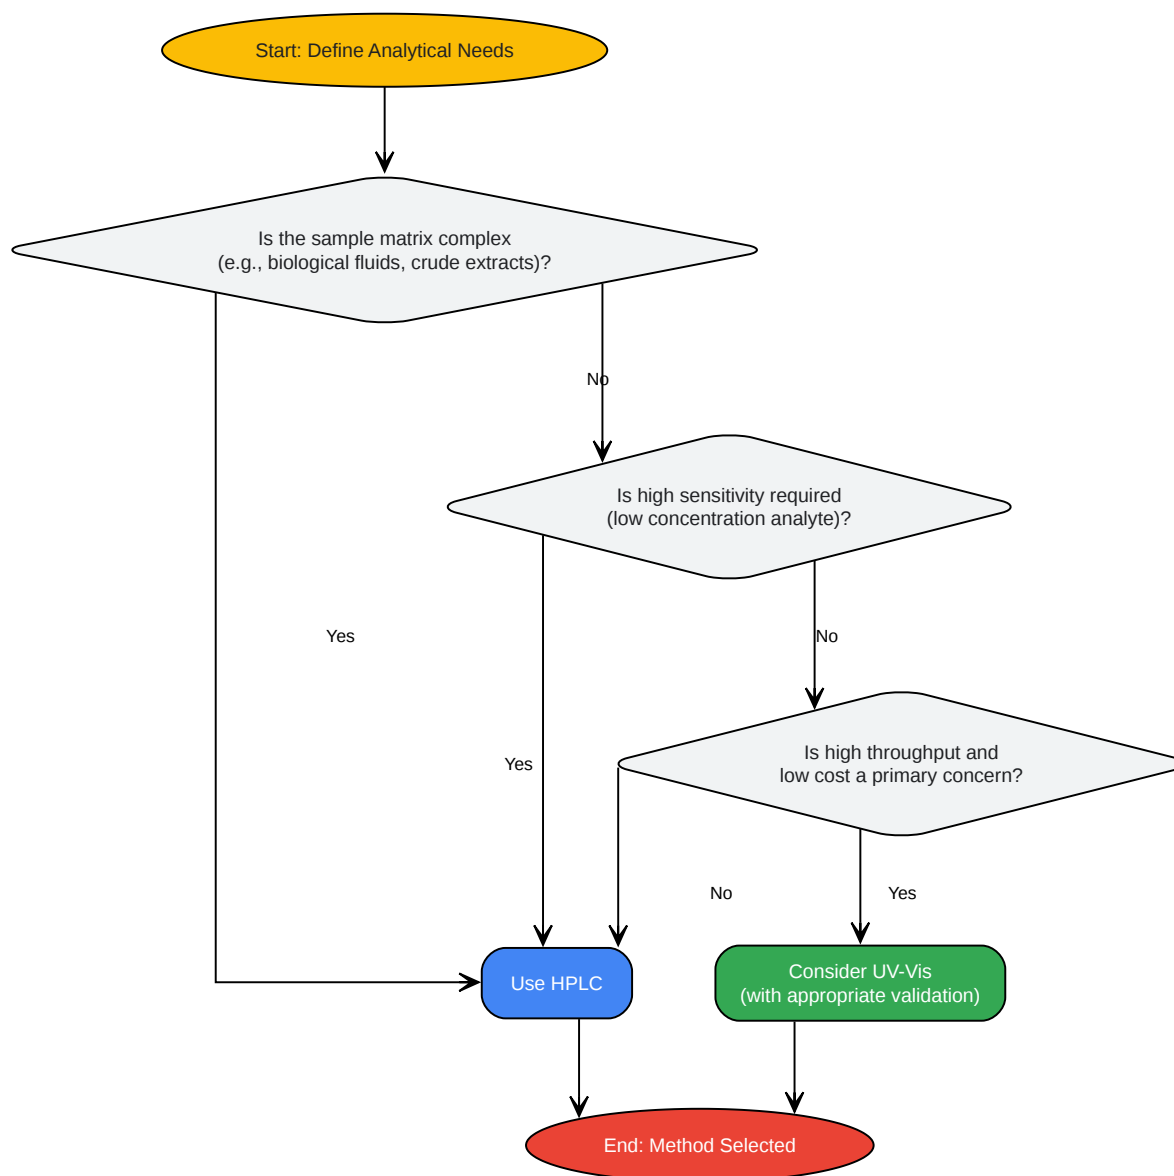 Start: Define Analytical Needs
Is the sample matrix complex
(e.g., biological fluids, crude extracts)?
No
Is high sensitivity required
(low concentration analyte)?
Yes
No
Is high throughput and
low cost a primary concern?
Yes
No
Yes
Use HPLC
Consider UV-Vis
(with appropriate validation)
End: Method Selected